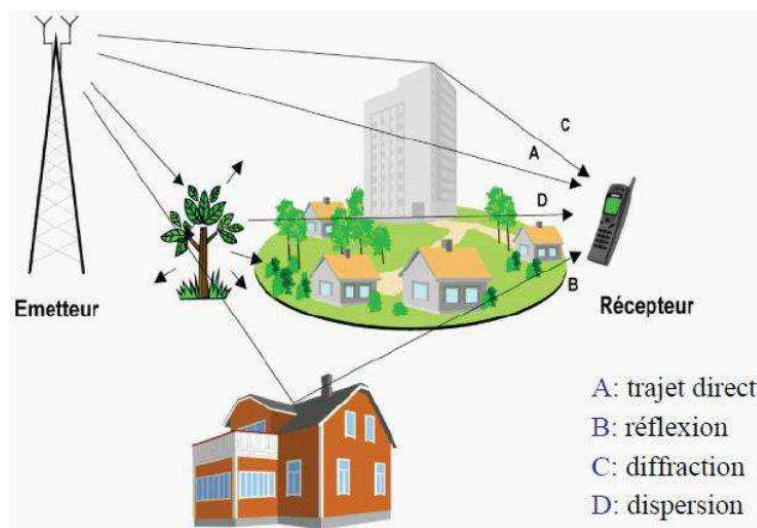 C
A
D
B
Emetteur
Récepteur
A: trajet direct
B: réflexion
C: diffraction
D: dispersion